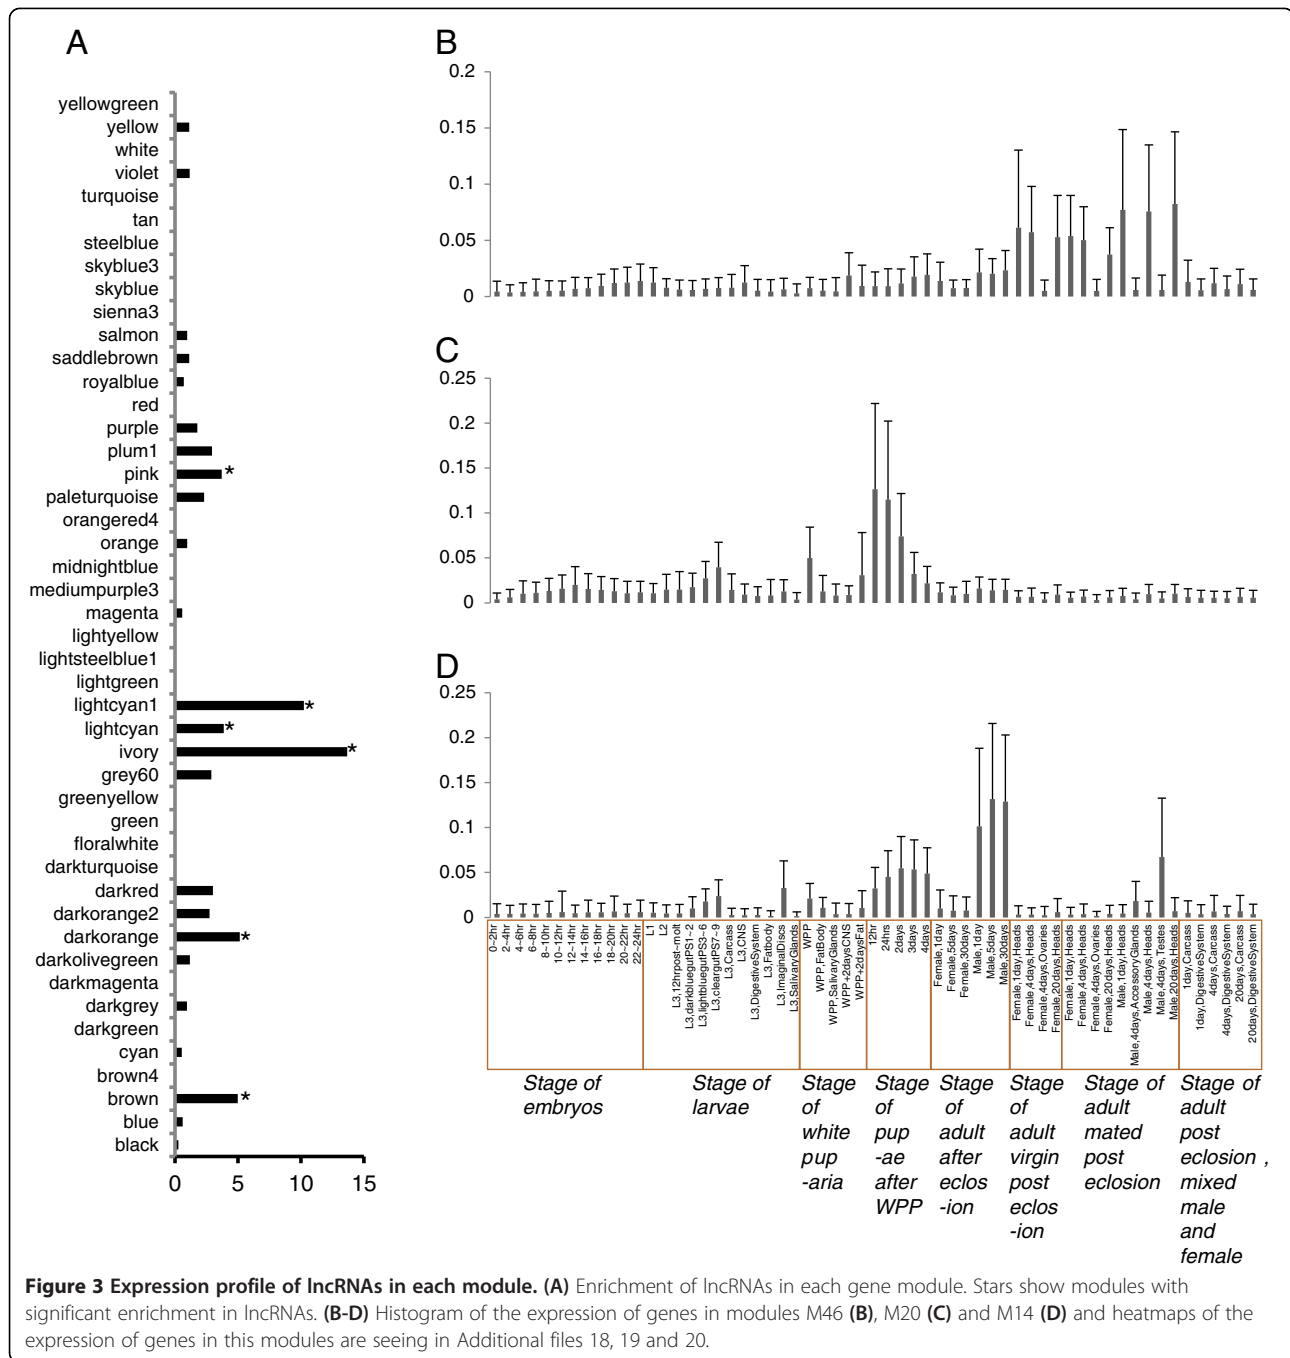 A
yellowgreen
yellow
white
violet
turquoise
tan
steelblue
skyblue3
skyblue
sienna3
salmon
saddlebrown
royalblue
red
purple
plum1
pink *
paleturquoise
orangered4
orange
midnightblue
mediumpurple3
magenta
lightyellow
lightsteelblue1
lightgreen
lightcyan1 *
lightcyan *
ivory *
grey60
greenyellow
green
floralwhite
darkturquoise
darkred
darkorange2
darkorange *
darkolivegreen
darkmagenta
darkgrey
darkgreen
cyan
brown4
brown *
blue
black
0 5 10 15
B
0.2
0.15
0.1
0.05
0
C
0.25
0.2
0.15
0.1
0.05
0
D
0.25
0.2
0.15
0.1
0.05
0
0~2hr
2~4hr
4~6hr
6~8hr
8~10hr
10~12hr
12~14hr
14~16hr
16~18hr
18~20hr
20~22hr
22~24hr
L1
L2
L3,12hrpost-molt
L3,darkbluegutPS1~2
L3,lightbluegutPS3~6
L3,cleargutPS7~9
L3,Carcass
L3,CNS
L3,DigestiveSystem
L3,Fatbody
L3,ImaginalDiscs
L3,SalivaryGlands
WPP
WPP,FatBody
WPP,SalivaryGlands
WPP+2daysCNS
WPP+2daysFat
12hr
24hrs
2days
3days
4days
Female,1day
Female,5days
Female,30days
Male,1day
Male,5days
Male,30days
Female,1day,Heads
Female,4days,Heads
Female,4days,Ovaries
Female,20days,Heads
Female,1day,Heads
Female,4days,Heads
Female,4days,Ovaries
Female,20days,Heads
Male,1day,Heads
Male,4days,AccessoryGlands
Male,4days,Heads
Male,4days,Testes
Male,20days,Heads
1day,Carcass
1day,DigestiveSystem
4days,Carcass
4days,DigestiveSystem
20days,Carcass
20days,DigestiveSystem
Stage of
embryos
Stage of
larvae
Stage
of
white
pup
-aria
Stage
of
pup
-ae
after
WPP
Stage
of
adult
after
eclos
-ion
Stage
of
adult
virgin
post
eclos
-ion
Stage of
adult
mated
post
eclosion
Stage of
adult
post
eclosion ,
mixed
male
and
female
Figure 3 Expression profile of lncRNAs in each module. (A) Enrichment of lncRNAs in each gene module. Stars show modules with
significant enrichment in lncRNAs. (B-D) Histogram of the expression of genes in modules M46 (B), M20 (C) and M14 (D) and heatmaps of the
expression of genes in this modules are seeing in Additional files 18, 19 and 20.